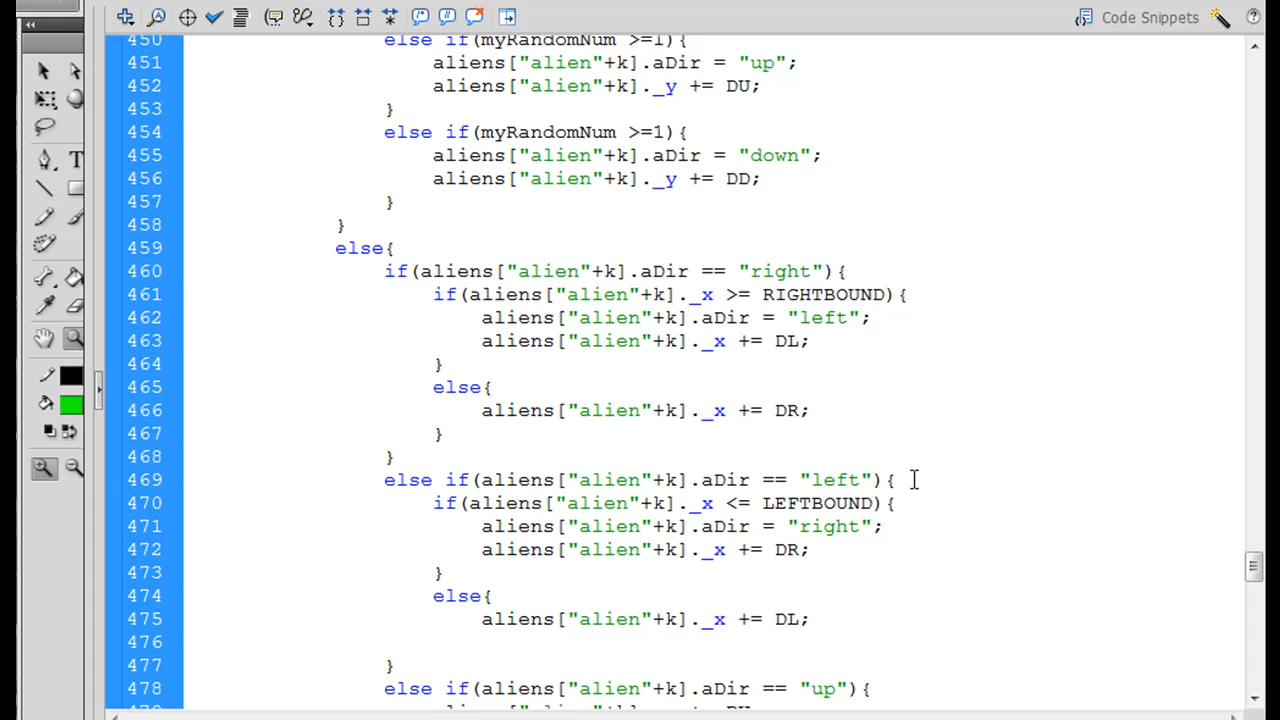 Code Snippets
450 else if(myRandomNum >=1){
451 aliens["alien"+k].aDir = "up";
452 aliens["alien"+k]._y += DU;
453 }
454 else if(myRandomNum >=1){
455 aliens["alien"+k].aDir = "down";
456 aliens["alien"+k]._y += DD;
457 }
458 }
459 else{
460 if(aliens["alien"+k].aDir == "right"){
461 if(aliens["alien"+k]._x >= RIGHTBOUND){
462 aliens["alien"+k].aDir = "left";
463 aliens["alien"+k]._x += DL;
464 }
465 else{
466 aliens["alien"+k]._x += DR;
467 }
468 }
469 else if(aliens["alien"+k].aDir == "left"){
470 if(aliens["alien"+k]._x <= LEFTBOUND){
471 aliens["alien"+k].aDir = "right";
472 aliens["alien"+k]._x += DR;
473 }
474 else{
475 aliens["alien"+k]._x += DL;
476
477 }
478 else if(aliens["alien"+k].aDir == "up"){